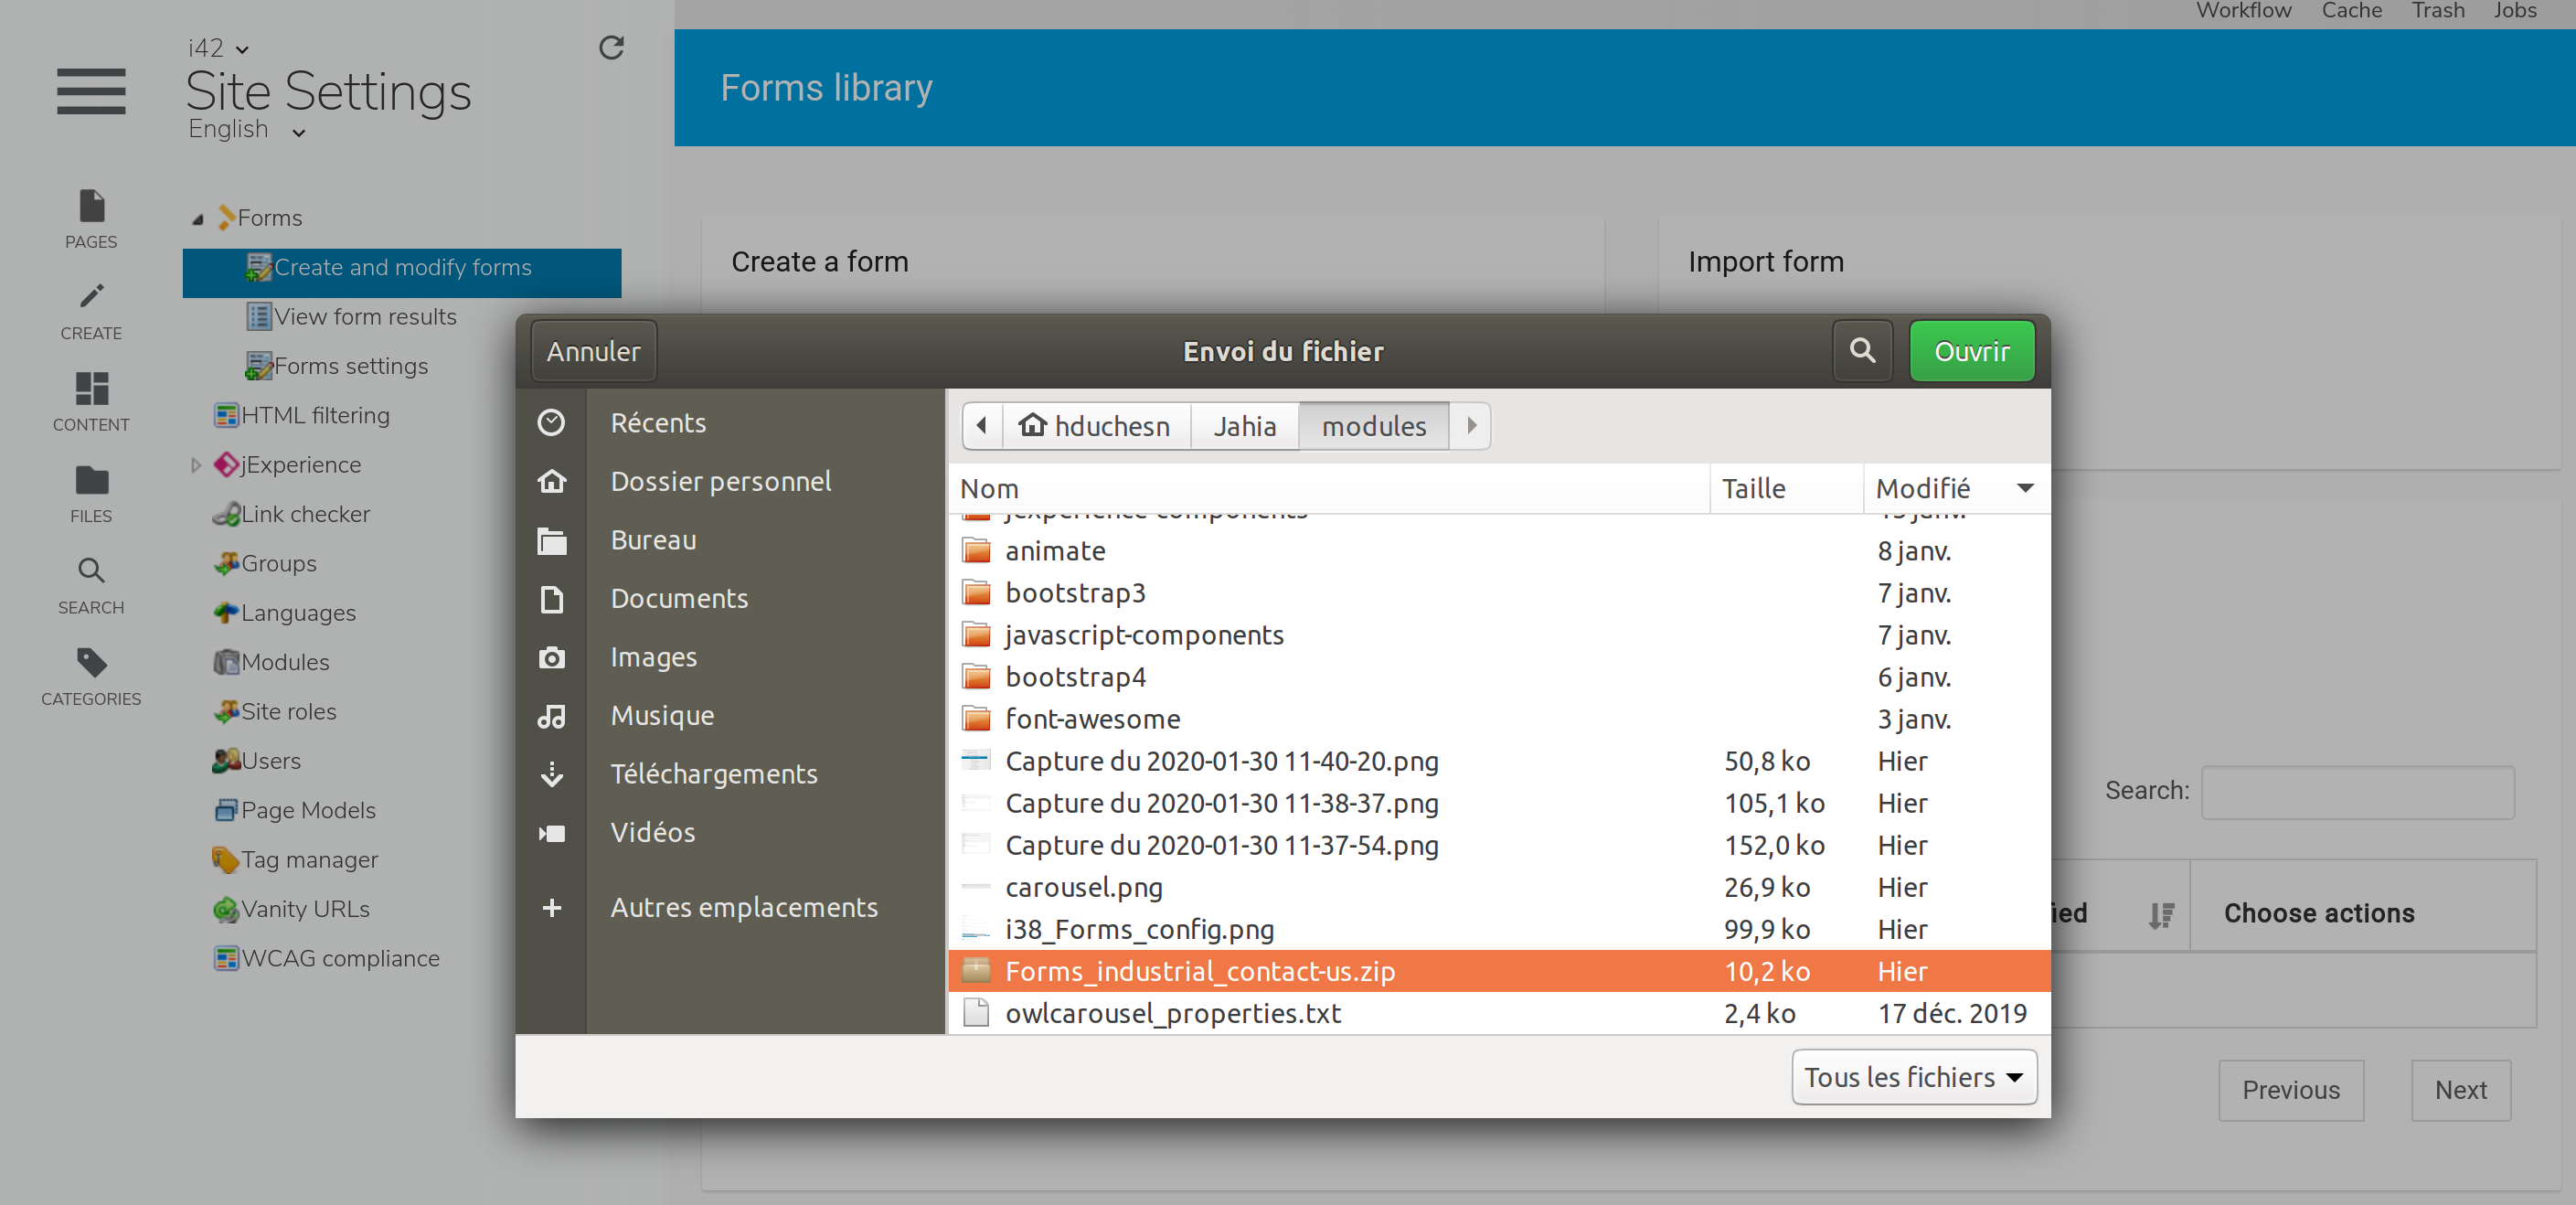 Workflow Cache Trash Jobs
i42
Site Settings
English
PAGES
CREATE
CONTENT
FILES
SEARCH
CATEGORIES
Forms
Create and modify forms
View form results
Forms settings
HTML filtering
jExperience
Link checker
Groups
Languages
Modules
Site roles
Users
Page Models
Tag manager
Vanity URLs
WCAG compliance
Forms library
Create a form
Import form
Annuler
Envoi du fichier
Ouvrir
Récents
Dossier personnel
Bureau
Documents
Images
Musique
Téléchargements
Vidéos
Autres emplacements
hduchesn Jahia modules
Nom Taille Modifié
jexperience-components 15 janv.
animate 8 janv.
bootstrap3 7 janv.
javascript-components 7 janv.
bootstrap4 6 janv.
font-awesome 3 janv.
Capture du 2020-01-30 11-40-20.png 50,8 ko Hier
Capture du 2020-01-30 11-38-37.png 105,1 ko Hier
Capture du 2020-01-30 11-37-54.png 152,0 ko Hier
carousel.png 26,9 ko Hier
i38_Forms_config.png 99,9 ko Hier
Forms_industrial_contact-us.zip 10,2 ko Hier
owlcarousel_properties.txt 2,4 ko 17 déc. 2019
Tous les fichiers
Search:
ied Choose actions
Previous Next